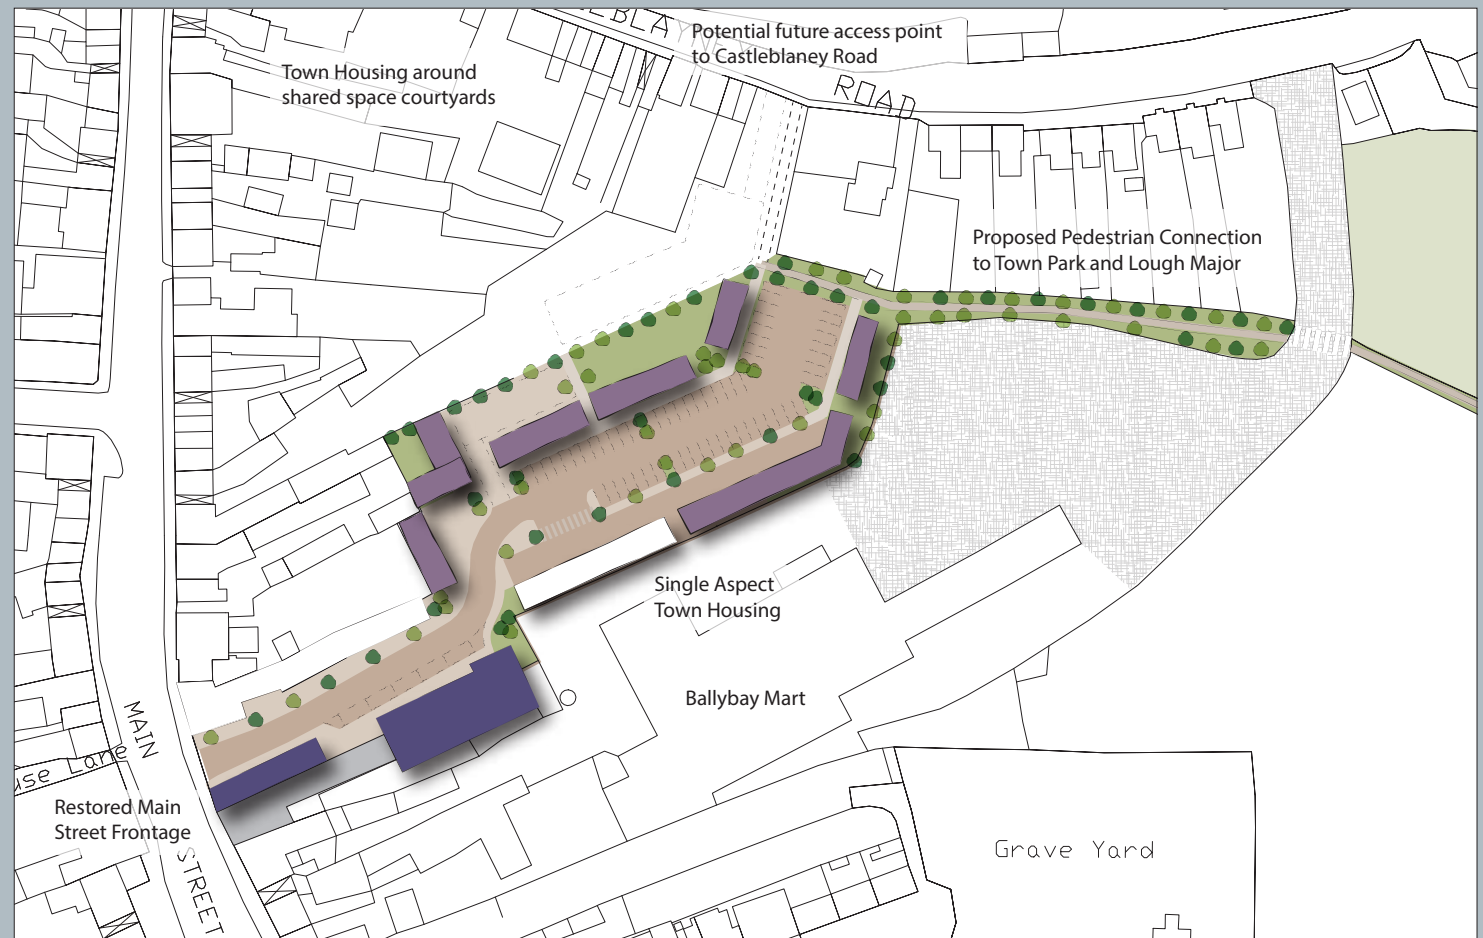 Potential future access point
to Castleblaney Road
ROAD
Town Housing around
shared space courtyards
Proposed Pedestrian Connection
to Town Park and Lough Major
Single Aspect
Town Housing
Ballybay Mart
MAIN
STREET
Lane
Restored Main
Street Frontage
Grave Yard